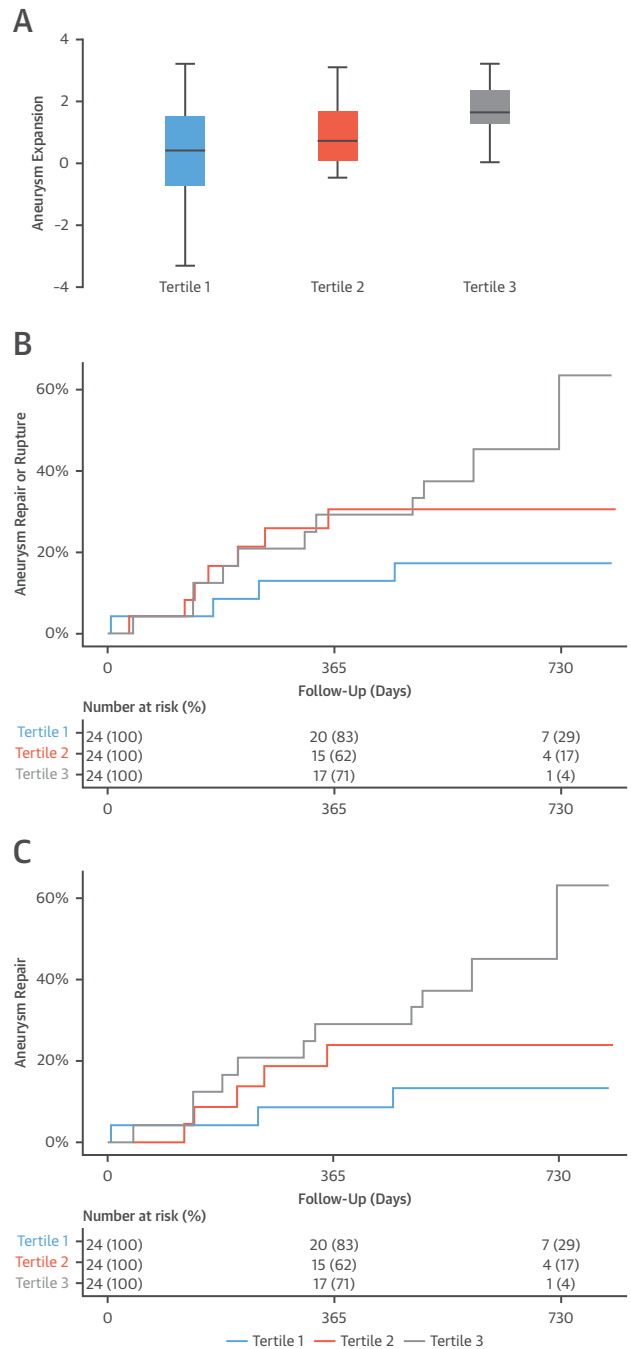 A
4
2
0
–2
–4
Aneurysm Expansion
Tertile 1 Tertile 2 Tertile 3
B
60%
40%
20%
0%
Aneurysm Repair or Rupture
0 365 730
Follow-Up (Days)
Number at risk (%)
Tertile 1 24 (100) 20 (83) 7 (29)
Tertile 2 24 (100) 15 (62) 4 (17)
Tertile 3 24 (100) 17 (71) 1 (4)
0 365 730
C
60%
40%
20%
0%
Aneurysm Repair
0 365 730
Follow-Up (Days)
Number at risk (%)
Tertile 1 24 (100) 20 (83) 7 (29)
Tertile 2 24 (100) 15 (62) 4 (17)
Tertile 3 24 (100) 17 (71) 1 (4)
0 365 730
Tertile 1 Tertile 2 Tertile 3